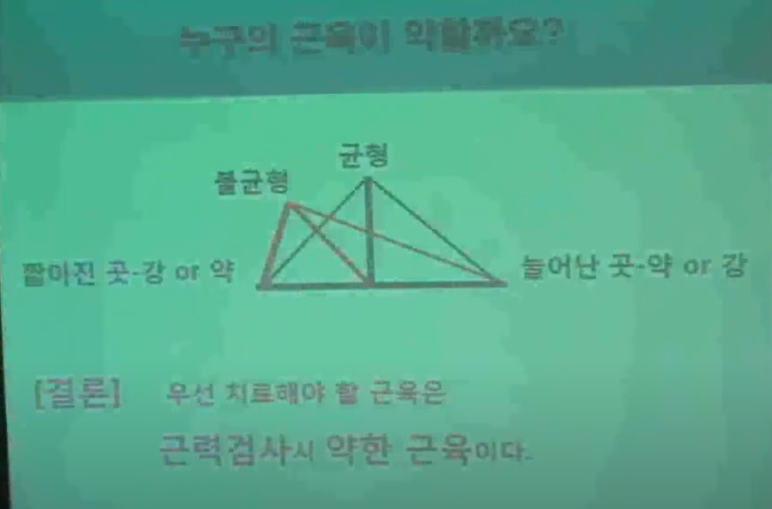 누구의 근육이 약할까요?
균형
불균형
짧아진 곳-강 or 약
늘어난 곳-약 or 강
[결론] 우선 치료해야 할 근육은
근력검사시 약한 근육이다.